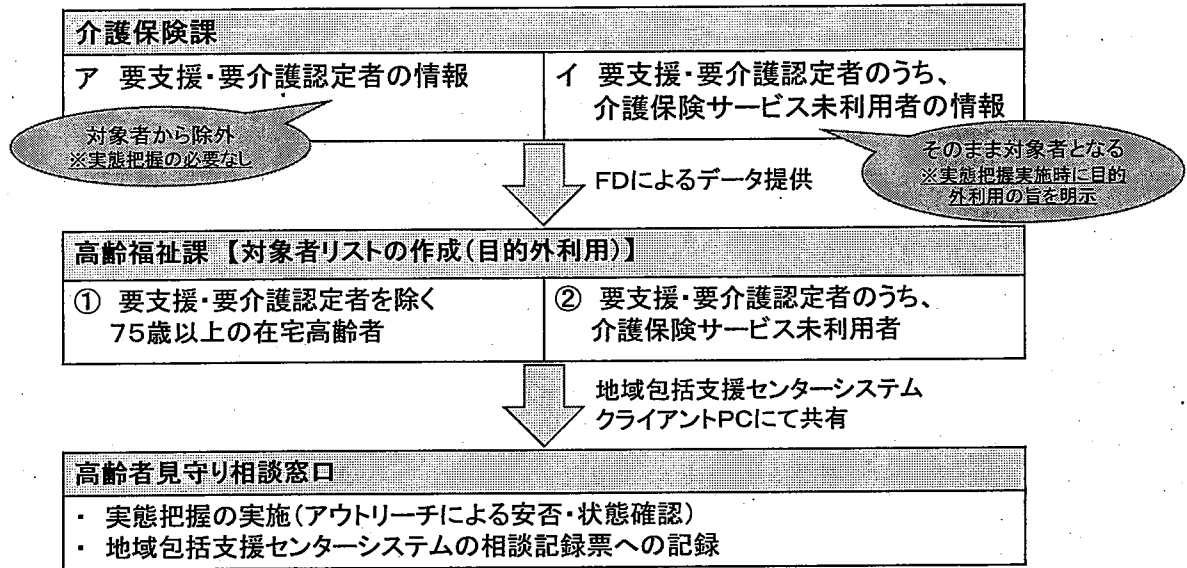 介護保険課
ア 要支援・要介護認定者の情報
イ 要支援・要介護認定者のうち、
介護保険サービス未利用者の情報
対象者から除外
※実態把握の必要なし
そのまま対象者となる
※実態把握実施時に目的
外利用の旨を明示
FDによるデータ提供
高齢福祉課 【対象者リストの作成(目的外利用)】
① 要支援・要介護認定者を除く
75歳以上の在宅高齢者
② 要支援・要介護認定者のうち、
介護保険サービス未利用者
地域包括支援センターシステム
クライアントPCにて共有
高齢者見守り相談窓口
・ 実態把握の実施(アウトリーチによる安否・状態確認)
・ 地域包括支援センターシステムの相談記録票への記録